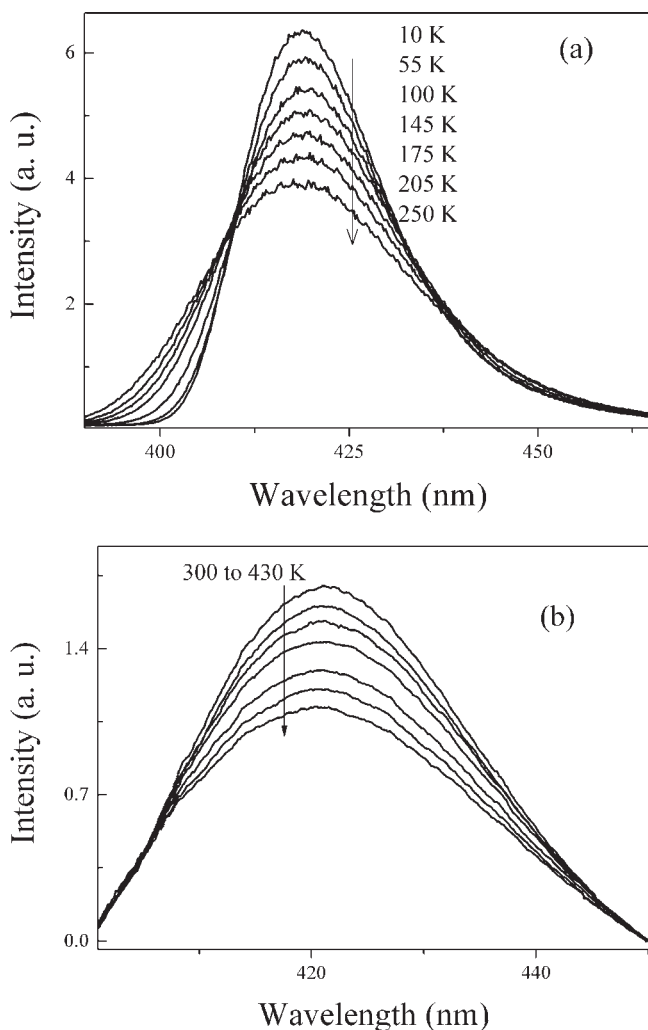 (a)
10 K
55 K
100 K
145 K
175 K
205 K
250 K
6
4
2
Intensity (a. u.)
400
425
450
Wavelength (nm)
300 to 430 K
(b)
1.4
0.7
0.0
Intensity (a. u.)
420
440
Wavelength (nm)